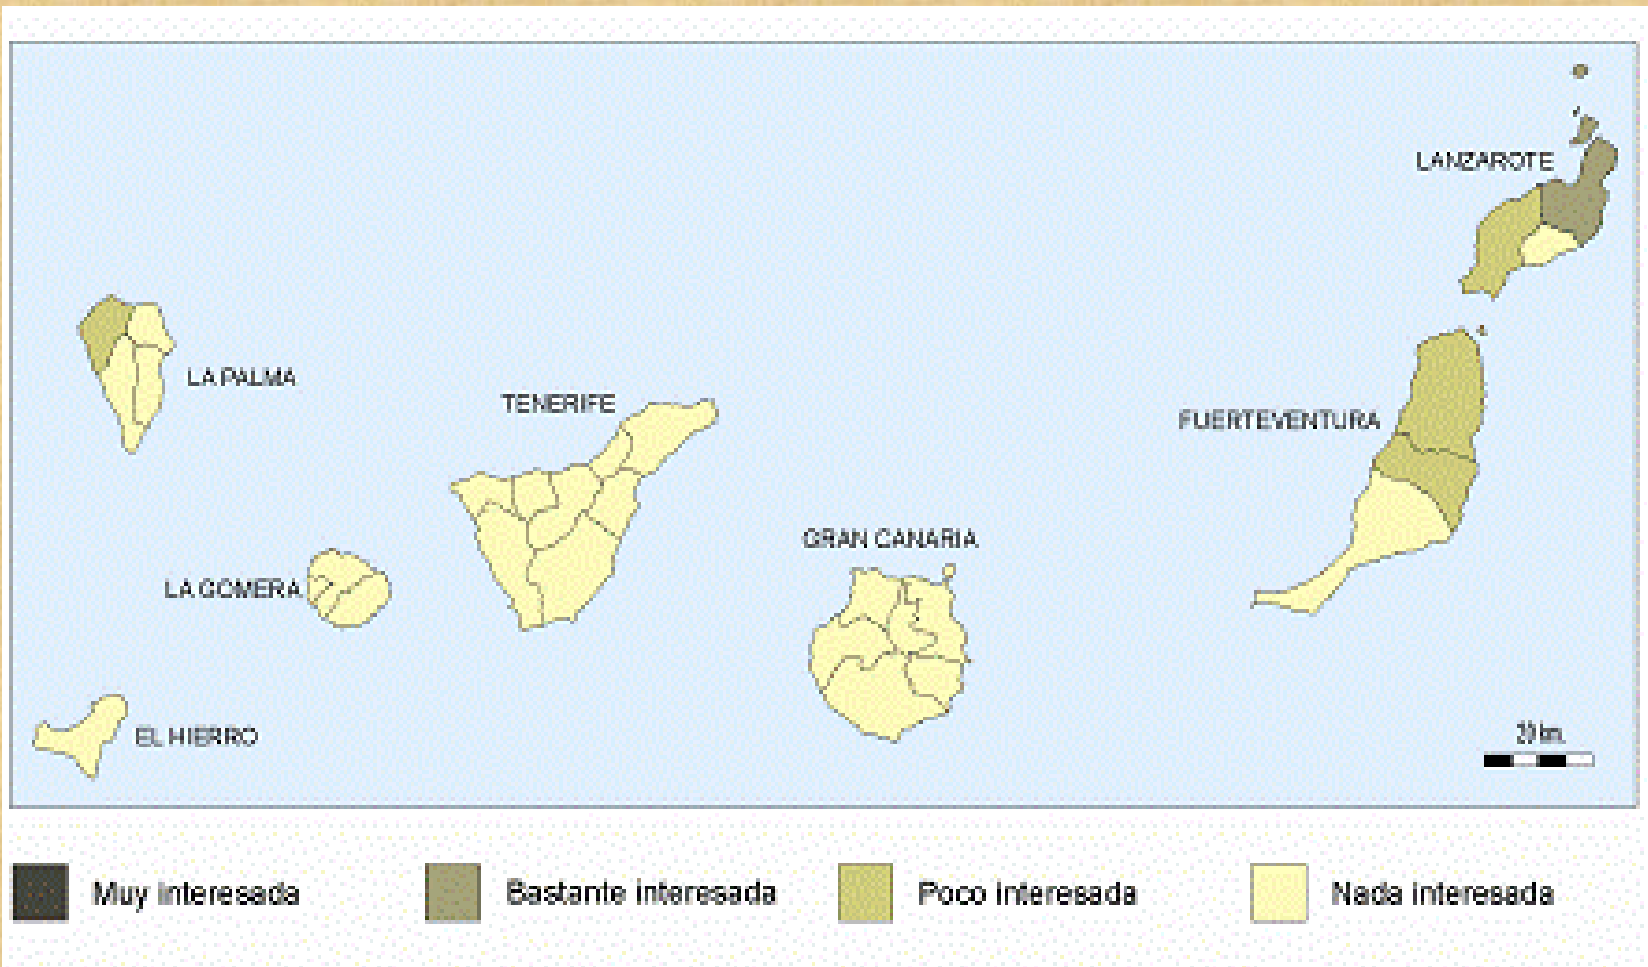 LANZAROTE
LA PALMA
TENERIFE
FUERTEVENTURA
GRAN CANARIA
LA GOMERA
EL HIERRO
20 km.
Muy interesada
Bastante interesada
Poco interesada
Nada interesada